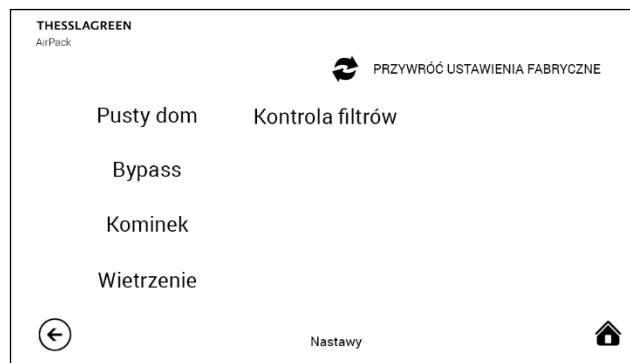 THESSLAGREEN
AirPack
PRZYWRÓĆ USTAWIENIA FABRYCZNE
Pusty dom
Kontrola filtrów
Bypass
Kominek
Wietrzenie
Nastawy